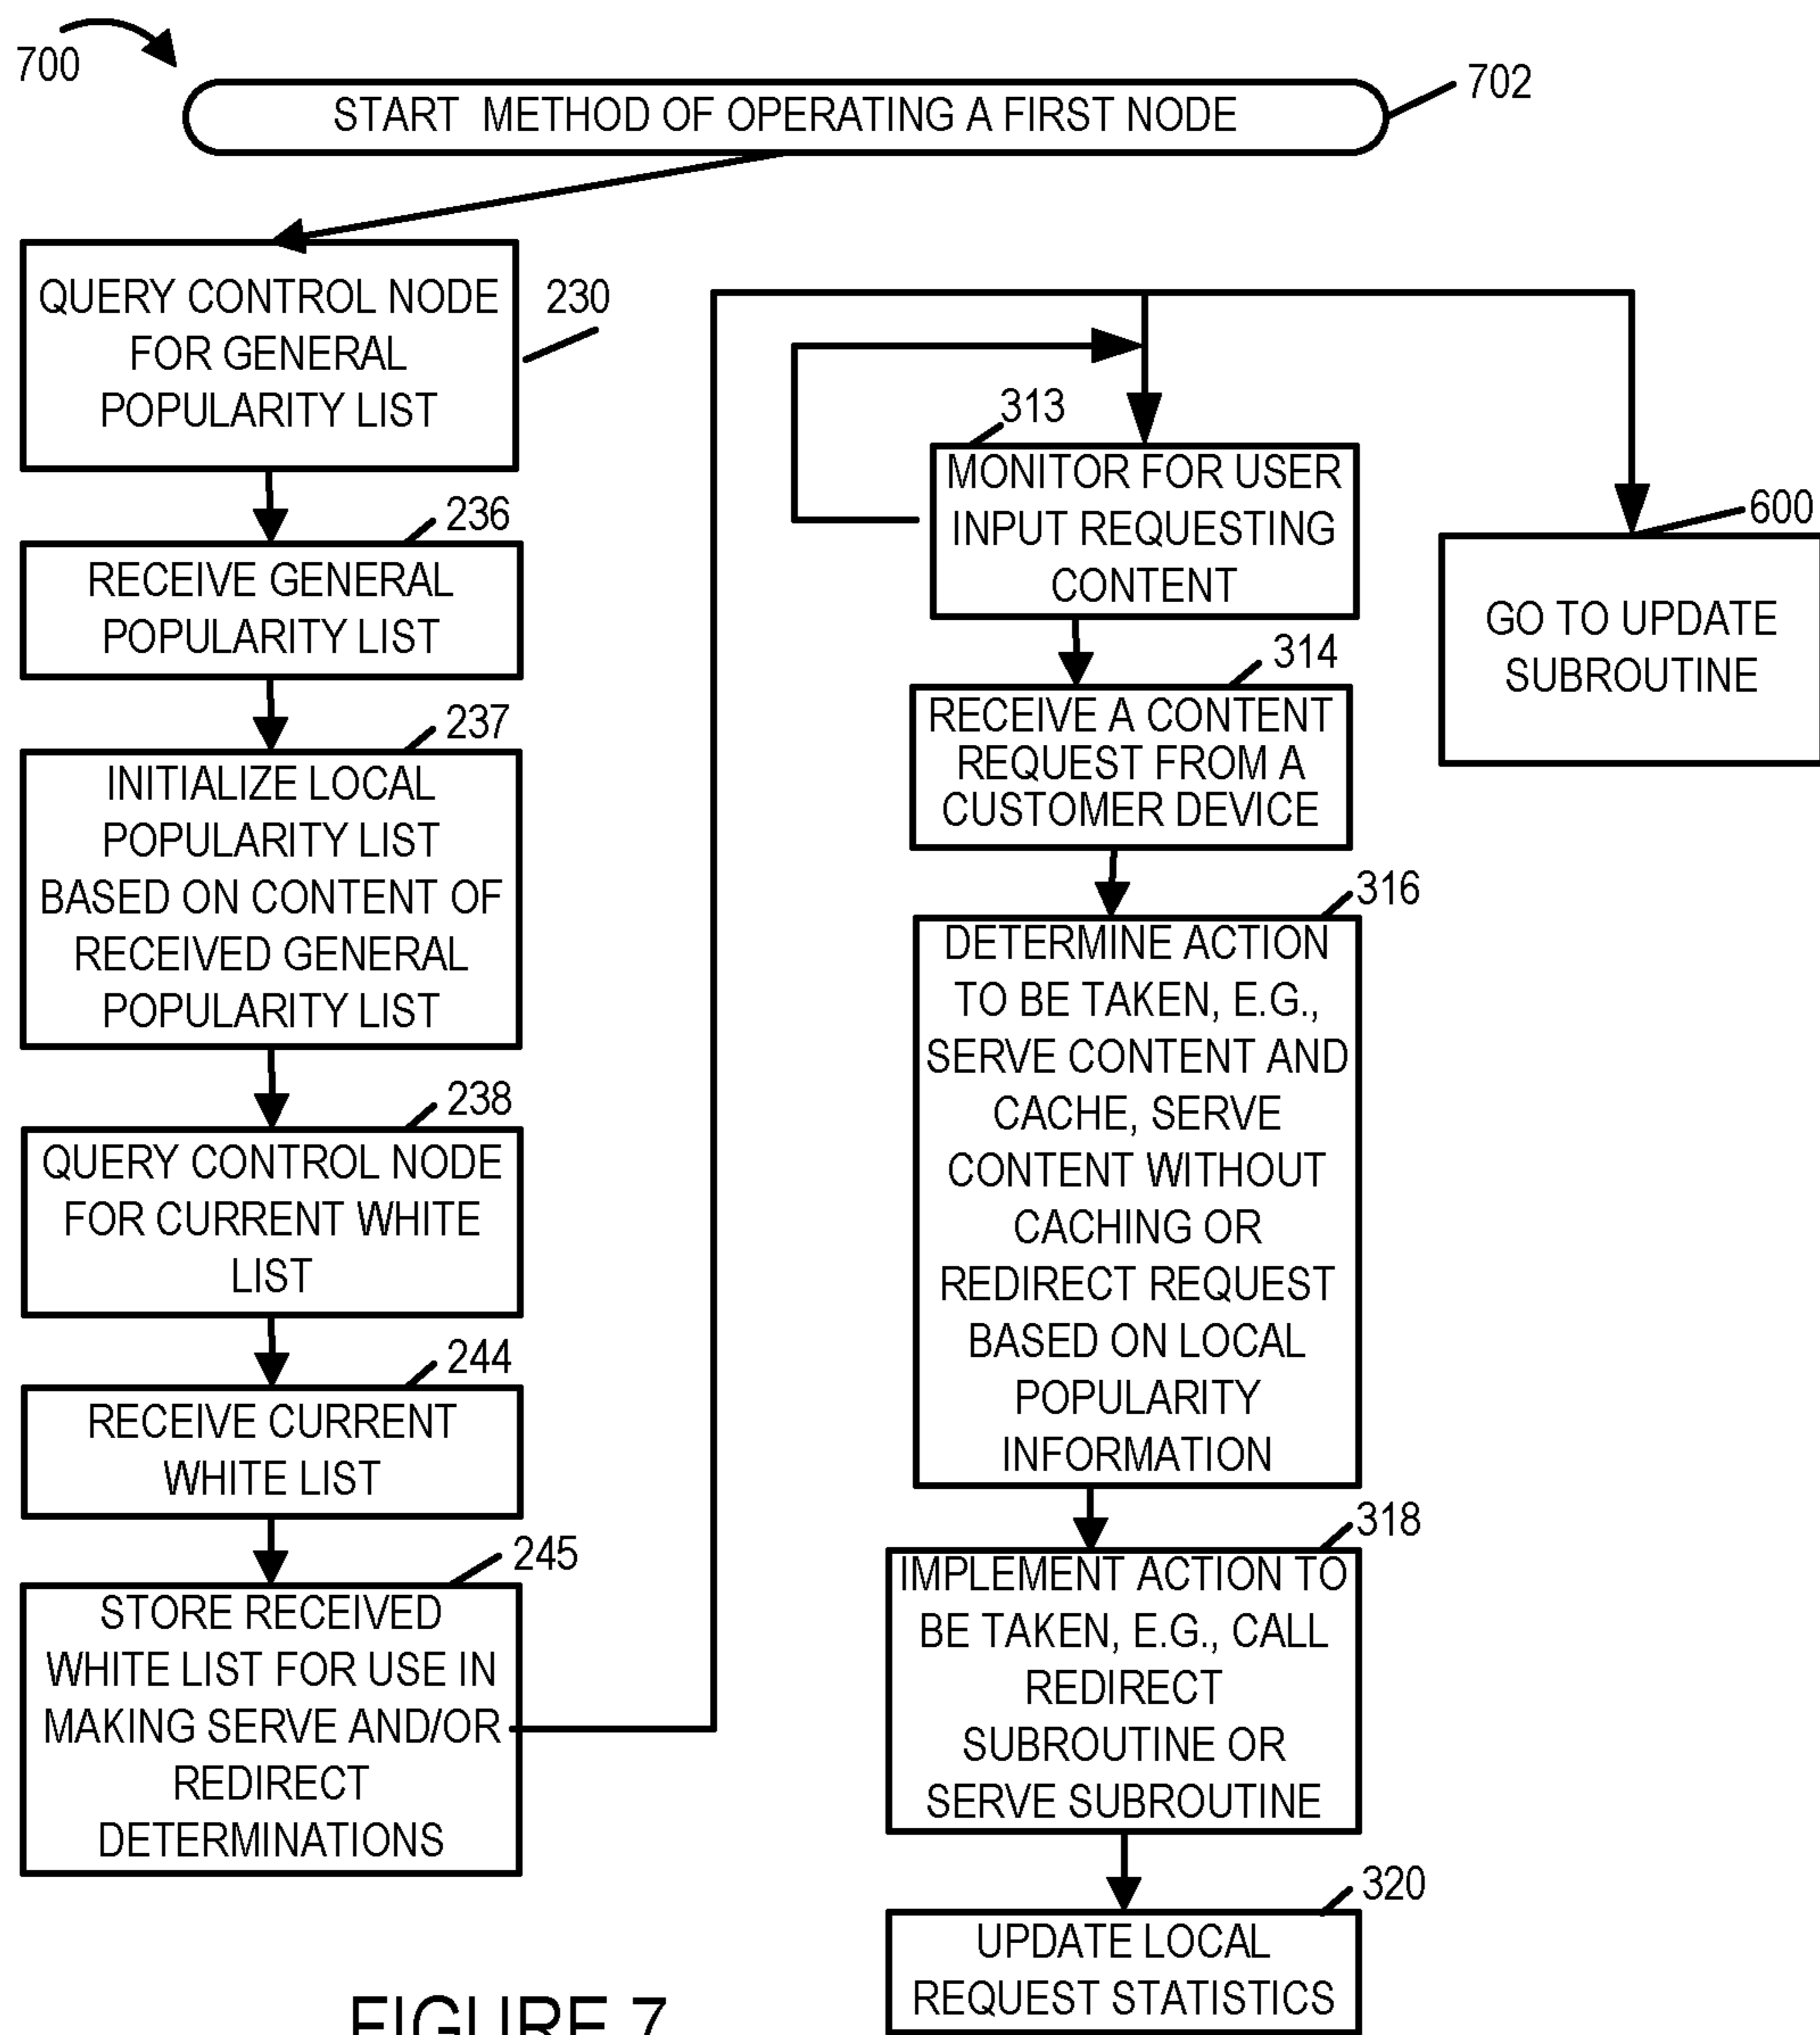 700
START METHOD OF OPERATING A FIRST NODE
702
QUERY CONTROL NODE
FOR GENERAL
POPULARITY LIST
230
236
RECEIVE GENERAL
POPULARITY LIST
237
INITIALIZE LOCAL
POPULARITY LIST
BASED ON CONTENT OF
RECEIVED GENERAL
POPULARITY LIST
238
QUERY CONTROL NODE
FOR CURRENT WHITE
LIST
244
RECEIVE CURRENT
WHITE LIST
245
STORE RECEIVED
WHITE LIST FOR USE IN
MAKING SERVE AND/OR
REDIRECT
DETERMINATIONS
313
MONITOR FOR USER
INPUT REQUESTING
CONTENT
314
RECEIVE A CONTENT
REQUEST FROM A
CUSTOMER DEVICE
316
DETERMINE ACTION
TO BE TAKEN, E.G.,
SERVE CONTENT AND
CACHE, SERVE
CONTENT WITHOUT
CACHING OR
REDIRECT REQUEST
BASED ON LOCAL
POPULARITY
INFORMATION
318
IMPLEMENT ACTION TO
BE TAKEN, E.G., CALL
REDIRECT
SUBROUTINE OR
SERVE SUBROUTINE
320
UPDATE LOCAL
REQUEST STATISTICS
600
GO TO UPDATE
SUBROUTINE
FIGURE 7